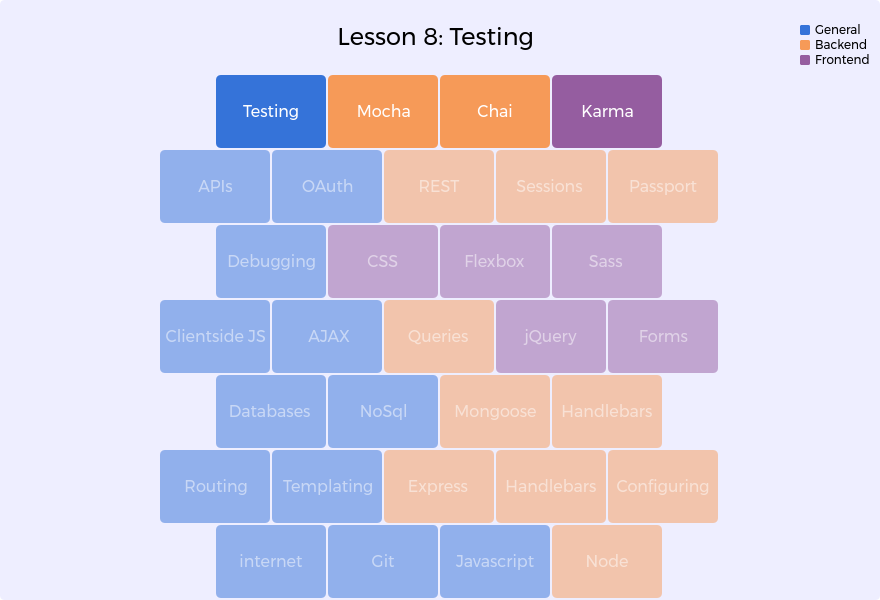 Lesson 8: Testing
General
Backend
Frontend
Testing Mocha Chai Karma
APIs OAuth REST Sessions Passport
Debugging CSS Flexbox Sass
Clientside JS AJAX Queries jQuery Forms
Databases NoSql Mongoose Handlebars
Routing Templating Express Handlebars Configuring
internet Git Javascript Node